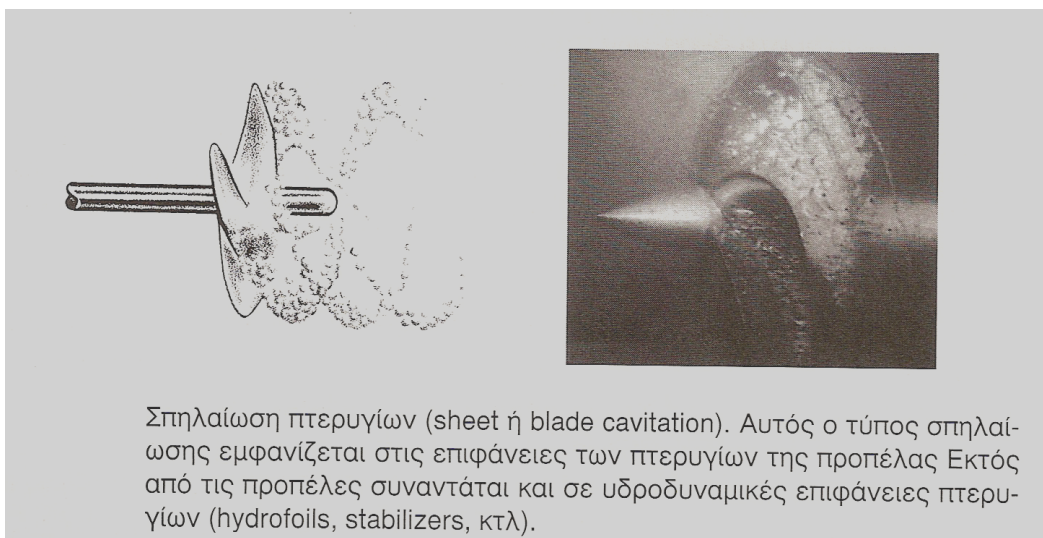 Σπηλαίωση πτερυγίων (sheet ή blade cavitation). Αυτός ο τύπος σπηλαί-
ωσης εμφανίζεται στις επιφάνειες των πτερυγίων της προπέλας Εκτός
από τις προπέλες συναντάται και σε υδροδυναμικές επιφάνειες πτερυ-
γίων (hydrofoils, stabilizers, κτλ).